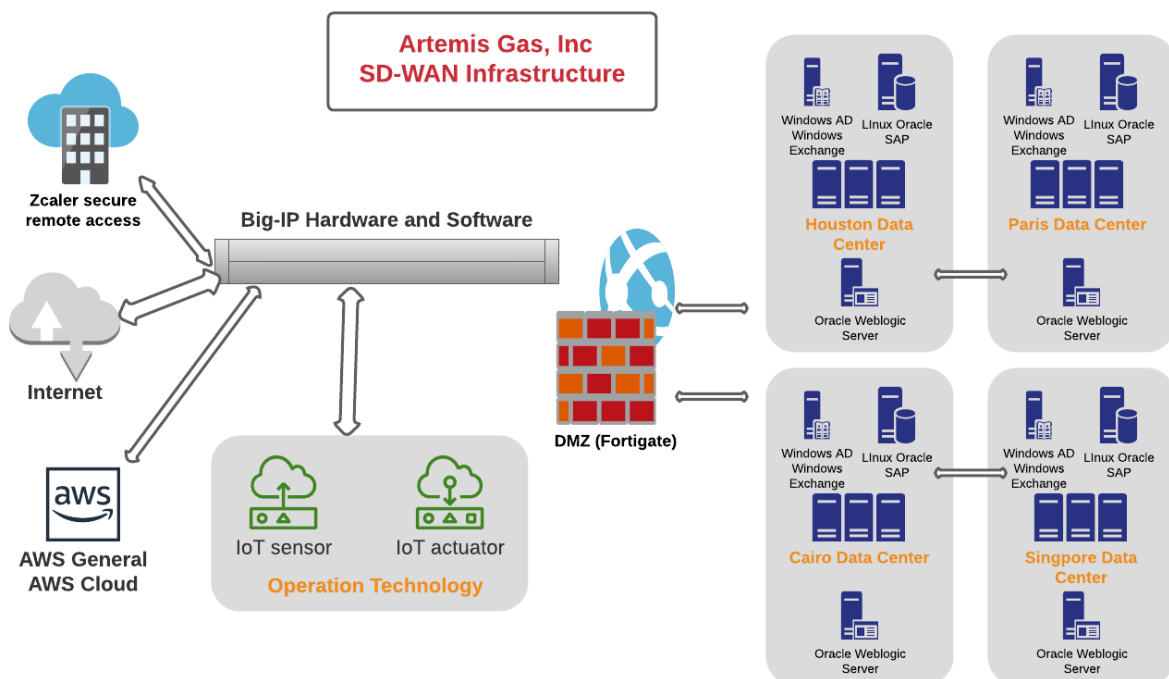 Artemis Gas, Inc
SD-WAN Infrastructure
Zcaler secure
remote access
Big-IP Hardware and Software
Internet
aws
AWS General
AWS Cloud
IoT sensor
IoT actuator
Operation Technology
DMZ (Fortigate)
Windows AD
Windows
Exchange
LInux Oracle
SAP
Houston Data
Center
Oracle Weblogic
Server
Windows AD
Windows
Exchange
LInux Oracle
SAP
Paris Data Center
Oracle Weblogic
Server
Windows AD
Windows
Exchange
LInux Oracle
SAP
Cairo Data Center
Oracle Weblogic
Server
Windows AD
Windows
Exchange
LInux Oracle
SAP
Singpore Data
Center
Oracle Weblogic
Server